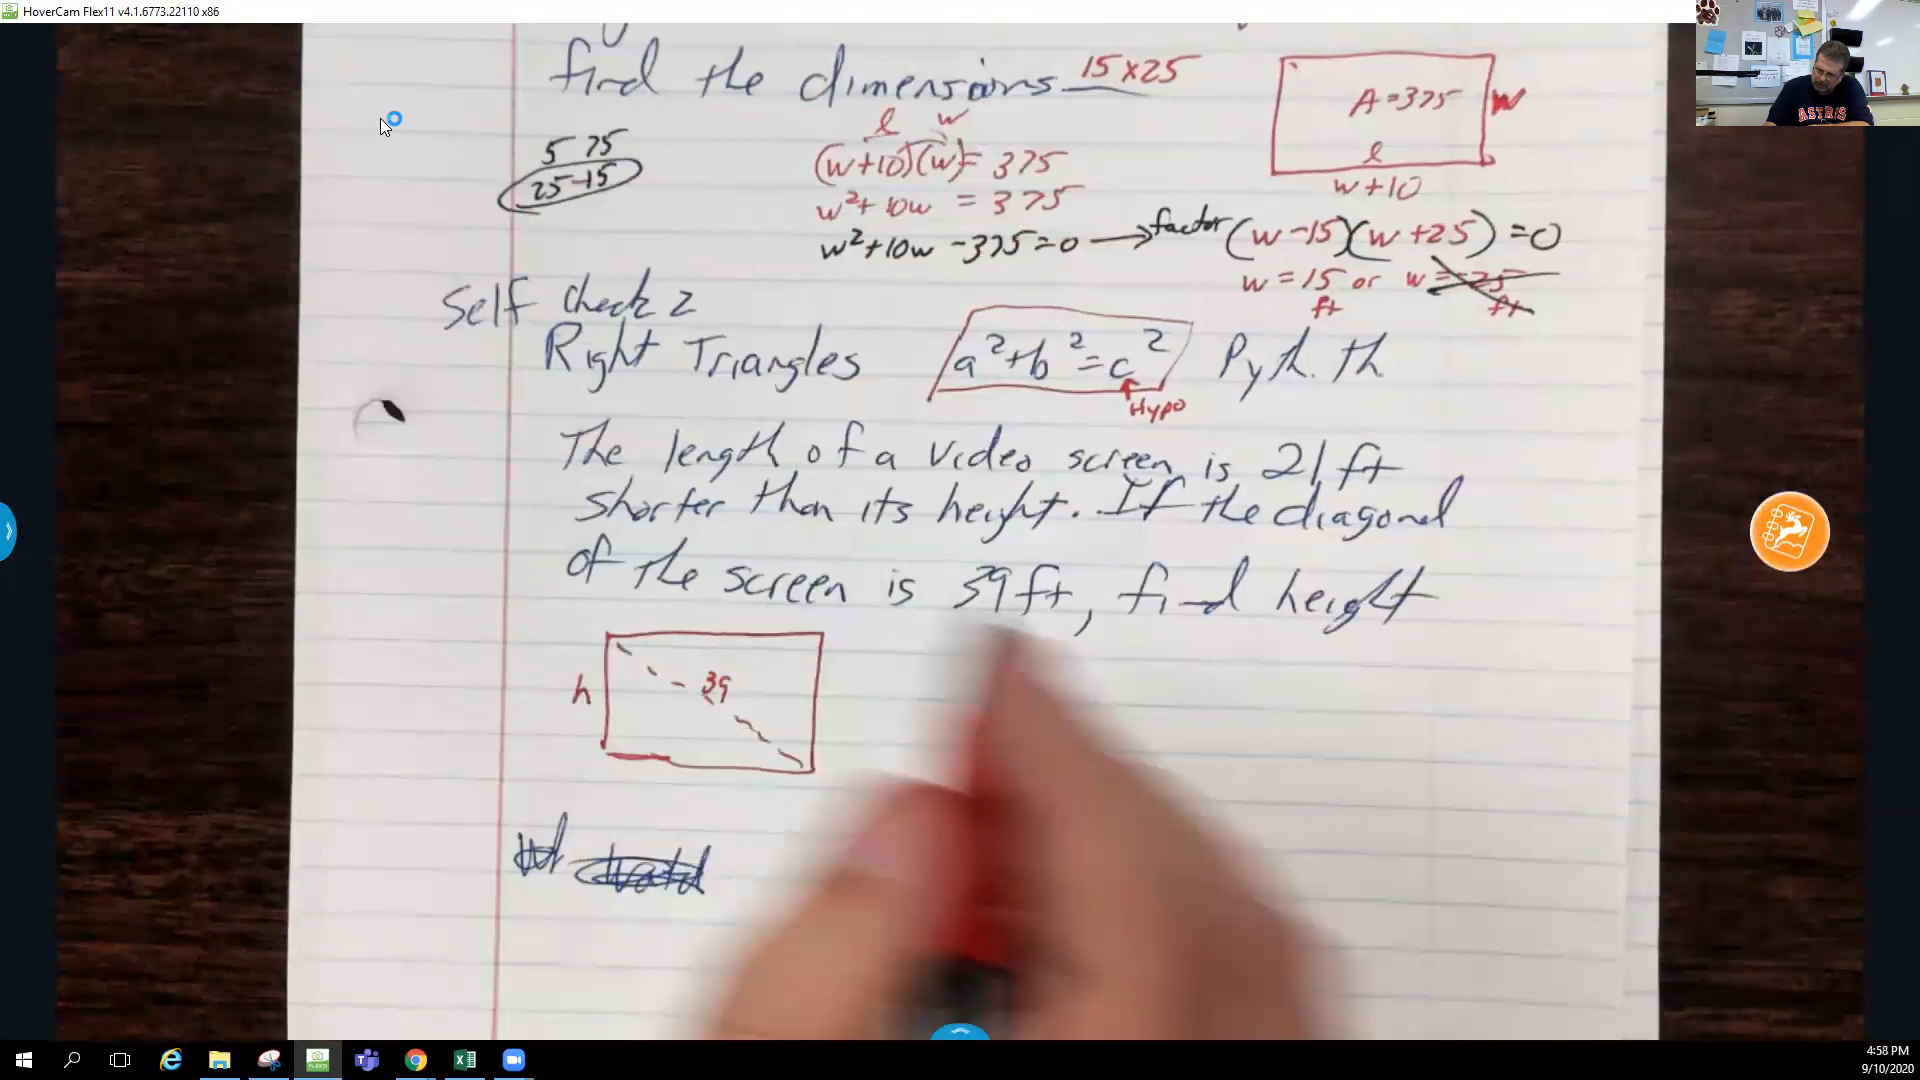 HoverCam Flex11 v4.1.6773.22110 x86
find the dimensions 15 x 25
A = 375 w
l
w+10
5 75
25 -15
l w
(w+10)(w) = 375
w² + 10w = 375
w² + 10w - 375 = 0 → factor (w - 15)(w + 25) = 0
w = 15 or w = -25
ft ft
Self Check 2
Right Triangles a² + b² = c² Pyth. th
Hypo
The length of a video screen is 21 ft
shorter than its height. If the diagonal
of the screen is 39 ft, find height
h 39
ASTROS
4:58 PM
9/10/2020